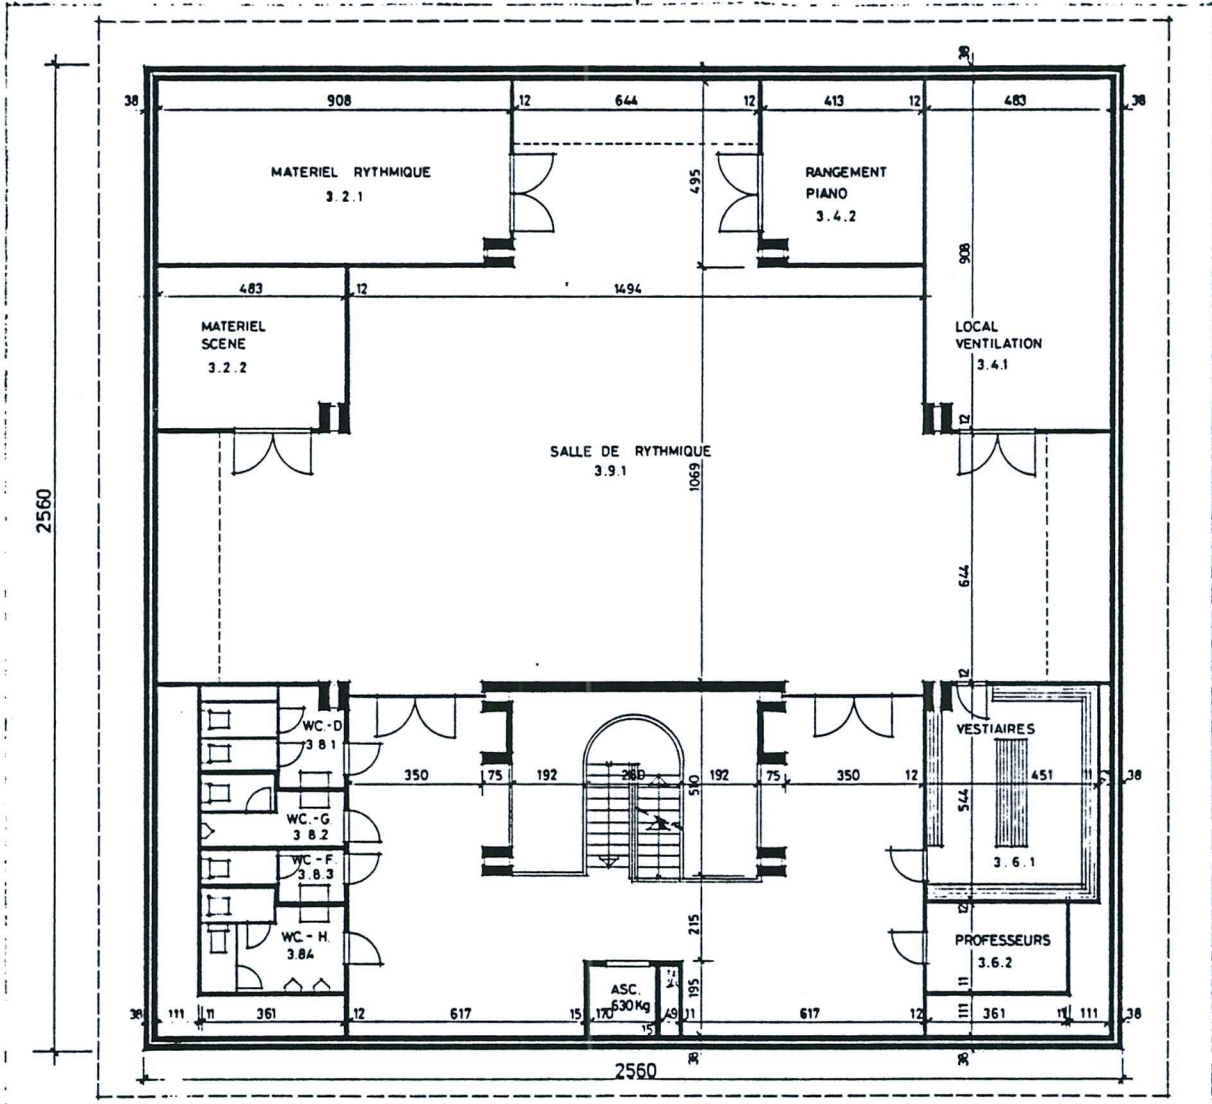 38
38 908 12 644 12 413 12 483 38
MATERIEL RYTHMIQUE
3.2.1
495
RANGEMENT
PIANO
3.4.2
908
483 12 1494
MATERIEL
SCENE
3.2.2
LOCAL
VENTILATION
3.4.1
12
SALLE DE RYTHMIQUE
3.9.1
1069
2560
644
12
WC.-D
3 8 1
VESTIAIRES
350 75 192 260 192 75 350 12 451 11 38
510
544
WC.-G.
3 8.2
WC-F.
3.8.3
3.6.1
12
215
WC.-H.
3.8.4
PROFESSEURS
3.6.2
ASC.
630Kg
195
11
38 111 11 361 12 617 15 170 49 11 617 12 111 361 11 111 38
15
38
38
2560